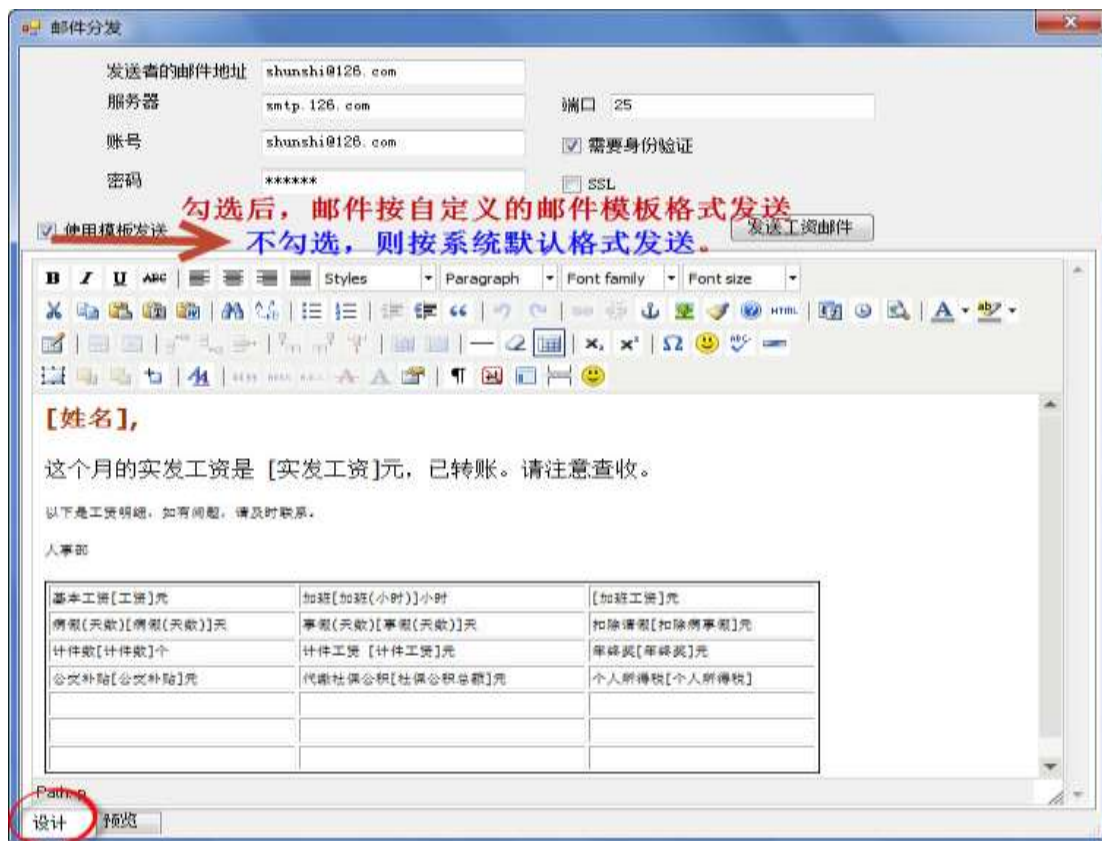 邮件分发
发送者的邮件地址 shunshi@126.com
服务器 smtp.126.com 端口 25
账号 shunshi@126.com 需要身份验证
密码 ****** SSL
勾选后，邮件按自定义的邮件模板格式发送
使用模板发送 发送工资邮件
不勾选，则按系统默认格式发送。
B I U ABC Styles Paragraph Font family Font size
HTML A ab
ABC
A A
[姓名],
这个月的实发工资是 [实发工资]元，已转账。请注意查收。
以下是工资明细，如有问题，请及时联系。
人事部
基本工资[工资]元 加班[加班(小时)]小时 [加班工资]元
病假(天数)[病假(天数)]天 事假(天数)[事假(天数)]天 扣除请假[扣除病事假]元
计件数[计件数]个 计件工资 [计件工资]元 年终奖[年终奖]元
公交补贴[公交补贴]元 代缴社保公积[社保公积总额]元 个人所得税[个人所得税]
Path: p
设计 预览